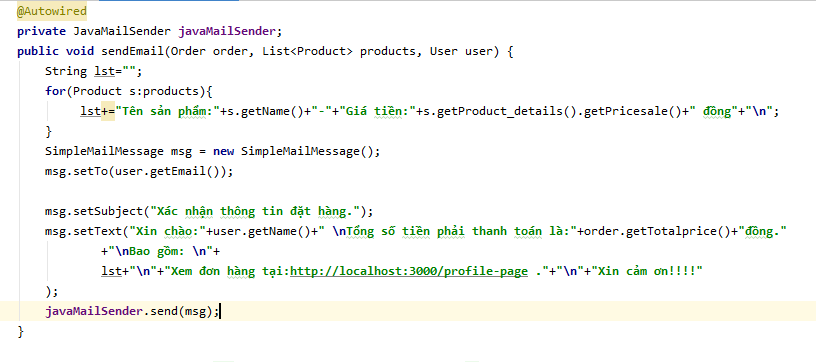 @Autowired
private JavaMailSender javaMailSender;
public void sendEmail(Order order, List<Product> products, User user) {
String lst="";
for(Product s:products){
lst+="Tên sản phẩm:"+s.getName()+"-"+"Giá tiền:"+s.getProduct_details().getPricesale()+" đồng"+"\n";
}
SimpleMailMessage msg = new SimpleMailMessage();
msg.setTo(user.getEmail());
msg.setSubject("Xác nhận thông tin đặt hàng.");
msg.setText("Xin chào:"+user.getName()+" \nTổng số tiền phải thanh toán là:"+order.getTotalprice()+"đồng."
+"\nBao gồm: \n"+
lst+"\n"+"Xem đơn hàng tại:http://localhost:3000/profile-page ."+"\n"+"Xin cảm ơn!!!!"
);
javaMailSender.send(msg);
}